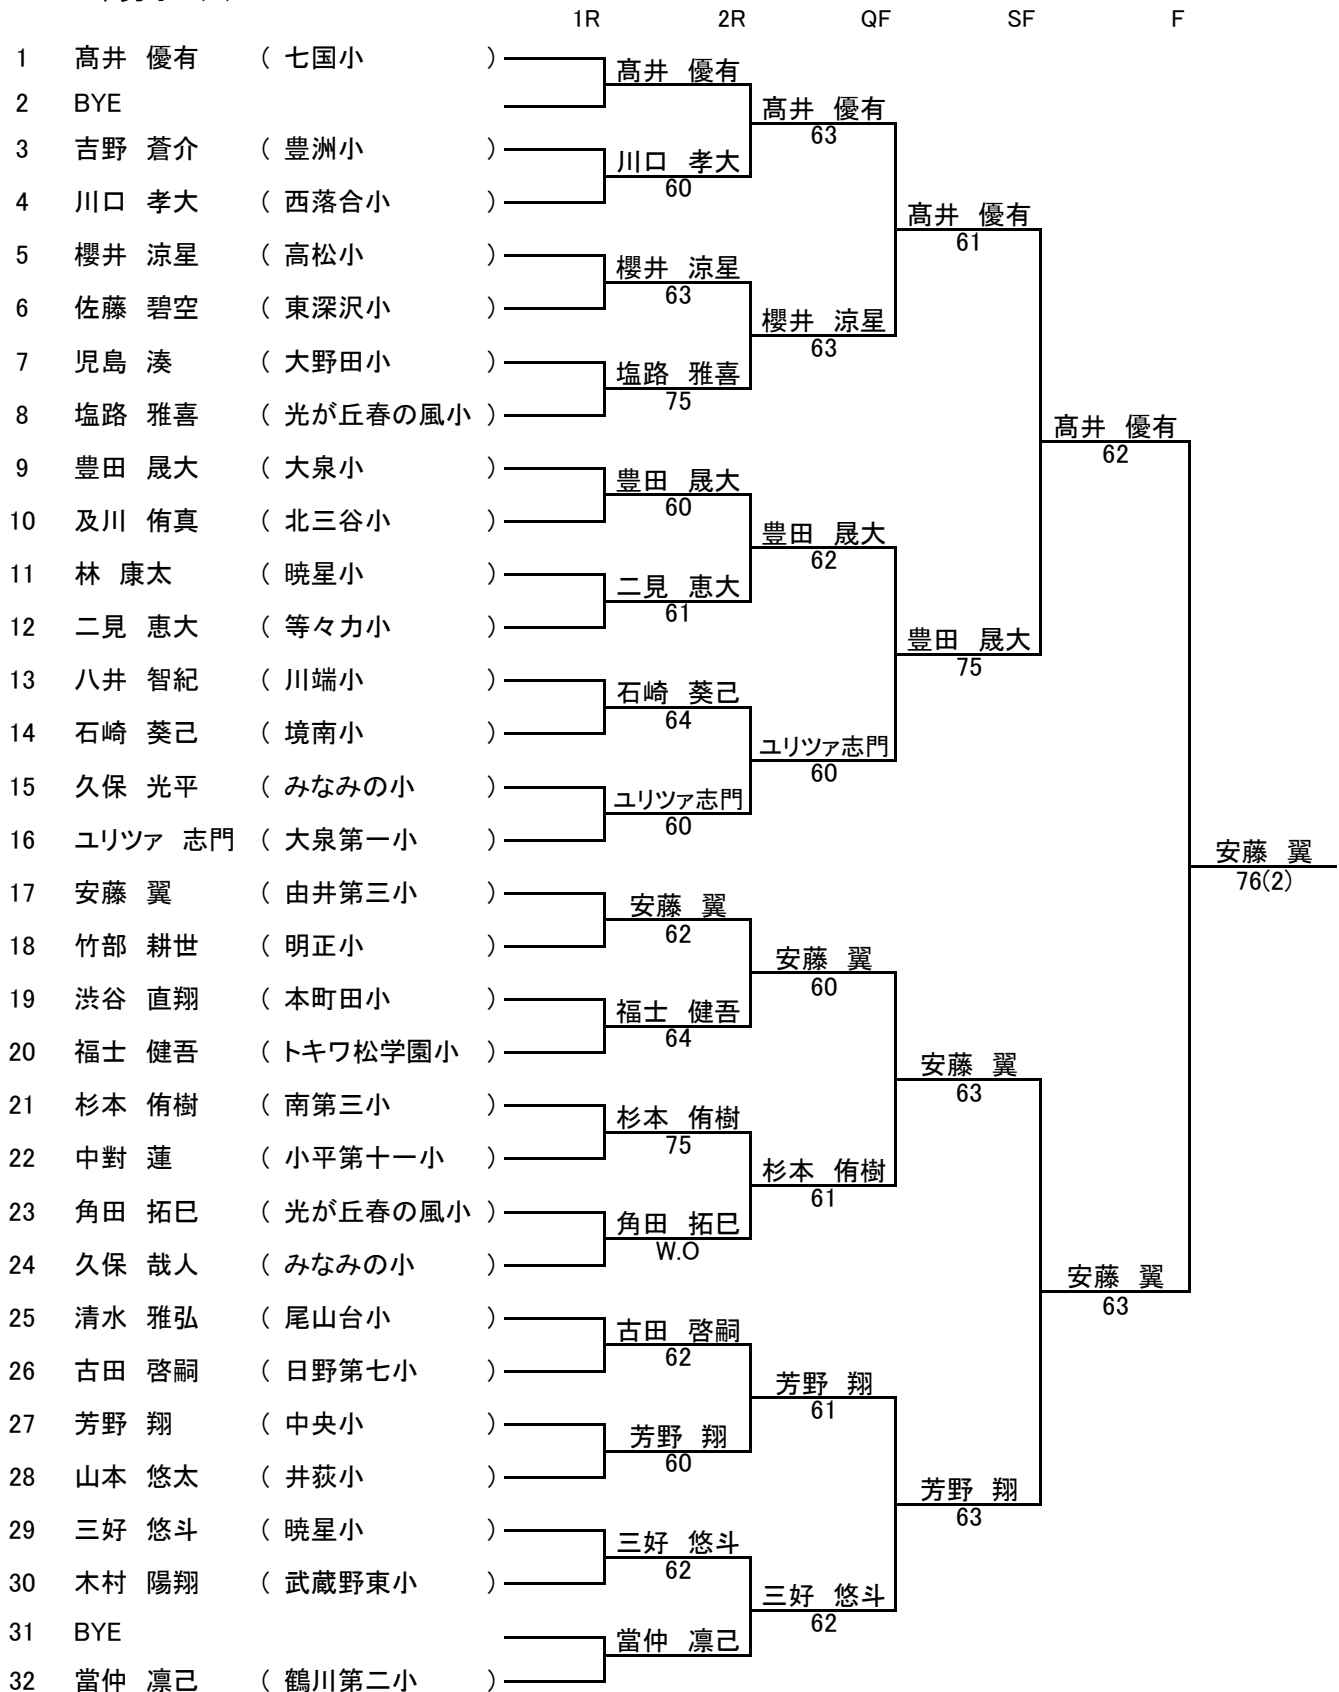 1R 2R QF SF F
1 髙井 優有 ( 七国小 )
髙井 優有
2 BYE
髙井 優有
63
3 吉野 蒼介 ( 豊洲小 )
川口 孝大
60
4 川口 孝大 ( 西落合小 )
髙井 優有
61
5 櫻井 涼星 ( 高松小 )
櫻井 涼星
63
6 佐藤 碧空 ( 東深沢小 )
櫻井 涼星
63
7 児島 湊 ( 大野田小 )
塩路 雅喜
75
8 塩路 雅喜 ( 光が丘春の風小 )
髙井 優有
62
9 豊田 晟大 ( 大泉小 )
豊田 晟大
60
10 及川 侑真 ( 北三谷小 )
豊田 晟大
62
11 林 康太 ( 暁星小 )
二見 恵大
61
12 二見 恵大 ( 等々力小 )
豊田 晟大
75
13 八井 智紀 ( 川端小 )
石崎 葵己
64
14 石崎 葵己 ( 境南小 )
ユリツァ志門
60
15 久保 光平 ( みなみの小 )
ユリツァ志門
60
16 ユリツァ 志門 ( 大泉第一小 )
安藤 翼
76(2)
17 安藤 翼 ( 由井第三小 )
安藤 翼
62
18 竹部 耕世 ( 明正小 )
安藤 翼
60
19 渋谷 直翔 ( 本町田小 )
福士 健吾
64
20 福士 健吾 ( トキワ松学園小 )
安藤 翼
63
21 杉本 侑樹 ( 南第三小 )
杉本 侑樹
75
22 中對 蓮 ( 小平第十一小 )
杉本 侑樹
61
23 角田 拓巳 ( 光が丘春の風小 )
角田 拓巳
W.O
24 久保 哉人 ( みなみの小 )
安藤 翼
63
25 清水 雅弘 ( 尾山台小 )
古田 啓嗣
62
26 古田 啓嗣 ( 日野第七小 )
芳野 翔
61
27 芳野 翔 ( 中央小 )
芳野 翔
60
28 山本 悠太 ( 井荻小 )
芳野 翔
63
29 三好 悠斗 ( 暁星小 )
三好 悠斗
62
30 木村 陽翔 ( 武蔵野東小 )
三好 悠斗
62
31 BYE
當仲 凛己
32 當仲 凛己 ( 鶴川第二小 )